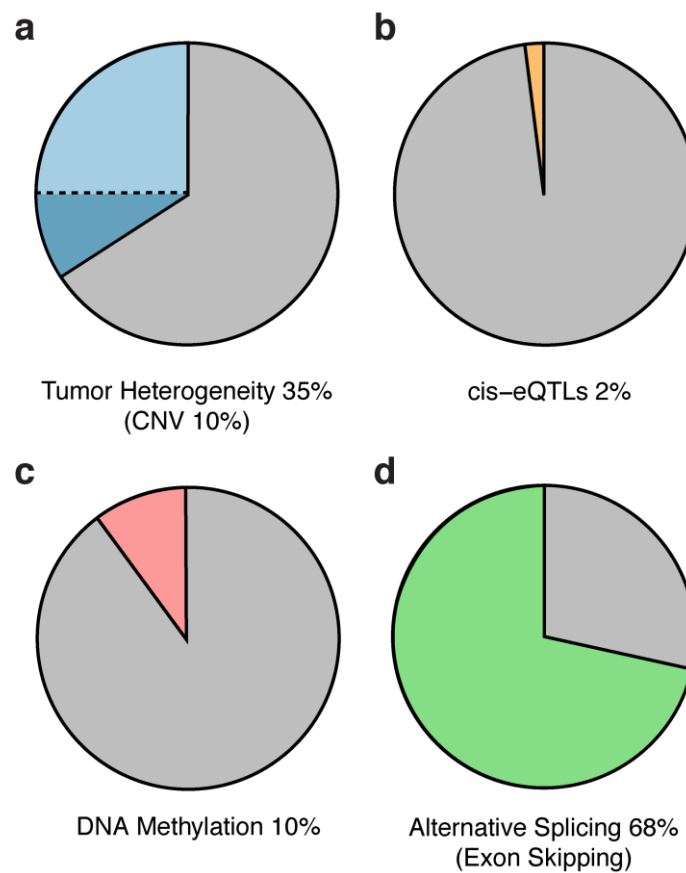 a
b
Tumor Heterogeneity 35%
(CNV 10%)
cis−eQTLs 2%
c
d
DNA Methylation 10%
Alternative Splicing 68%
(Exon Skipping)